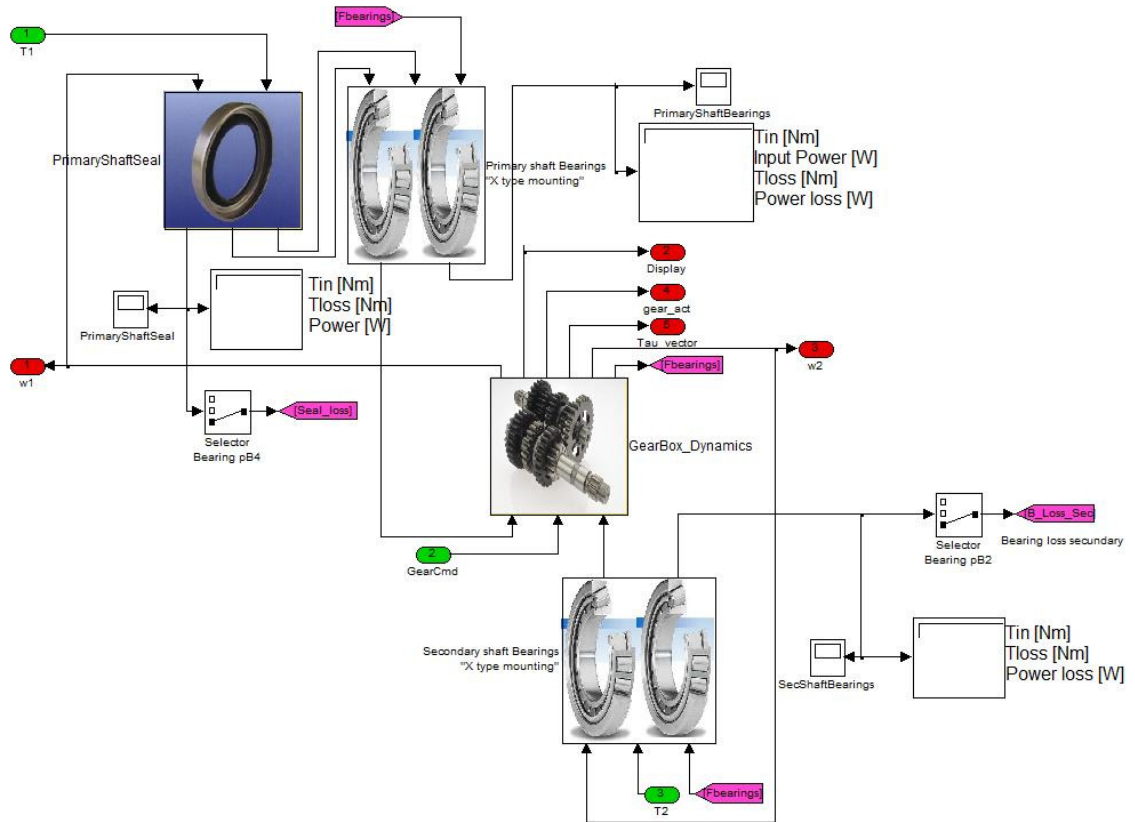 [Fbearings]
1
T1
PrimaryShaftSeal
Primary shaft Bearings
"X type mounting"
PrimaryShaftBearings
Tin [Nm]
Input Power [W]
Tloss [Nm]
Power loss [W]
2
Display
4
gear_act
5
Tau_vector
Tin [Nm]
Tloss [Nm]
Power [W]
PrimaryShaftSeal
1
w1
3
w2
[Fbearings]
[Seal_loss]
Selector
Bearing pB4
GearBox_Dynamics
2
GearCmd
[B_Loss_Sec
Selector
Bearing pB2
Bearing loss secundary
Secondary shaft Bearings
"X type mounting"
SecShaftBearings
Tin [Nm]
Tloss [Nm]
Power loss [W]
3
T2
[Fbearings]